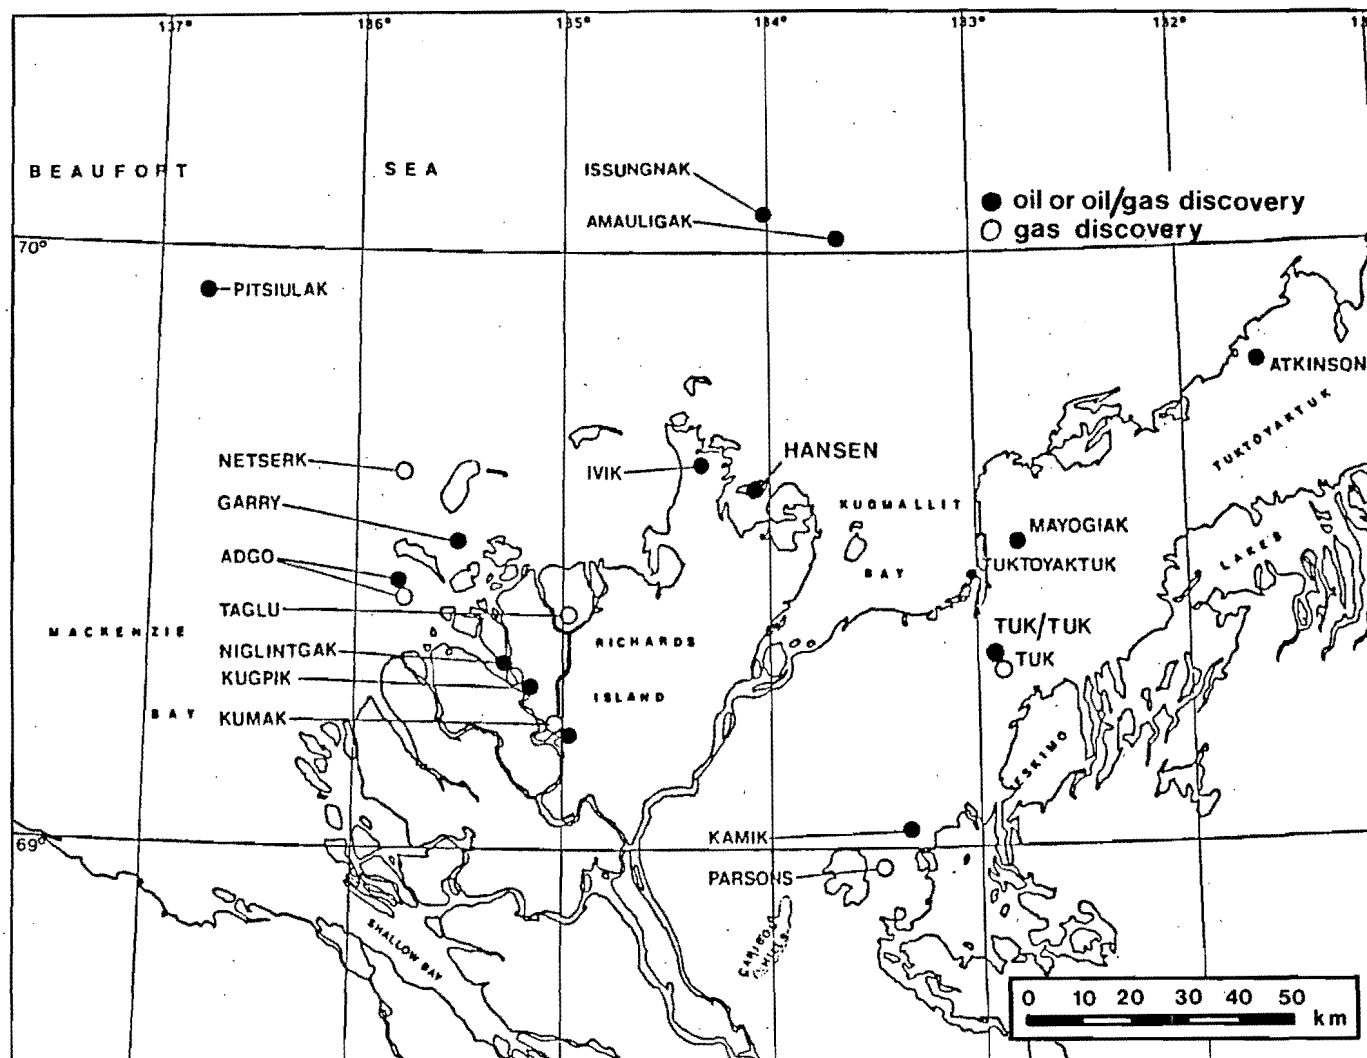 137° 136° 135° 134° 133° 132°
BEAUFORT SEA
ISSUNGNAK
AMAULIGAK
oil or oil/gas discovery
gas discovery
70°
PITSIULAK
ATKINSON
TUKTOYAKTUK
NETSERK
IVIK
HANSEN
GARRY
KUGMALLIT
BAY
MAYOGIAK
LAKES
ADGO
TUKTOYAKTUK
TAGLU
MACKENZIE
BAY
RICHARDS
ISLAND
TUK/TUK
TUK
NIGLINTGAK
KUGPIK
KUMAK
ESKIMO
69°
KAMIK
PARSONS
SHALLOW BAY
CARIBOU
HILLS
0 10 20 30 40 50
km